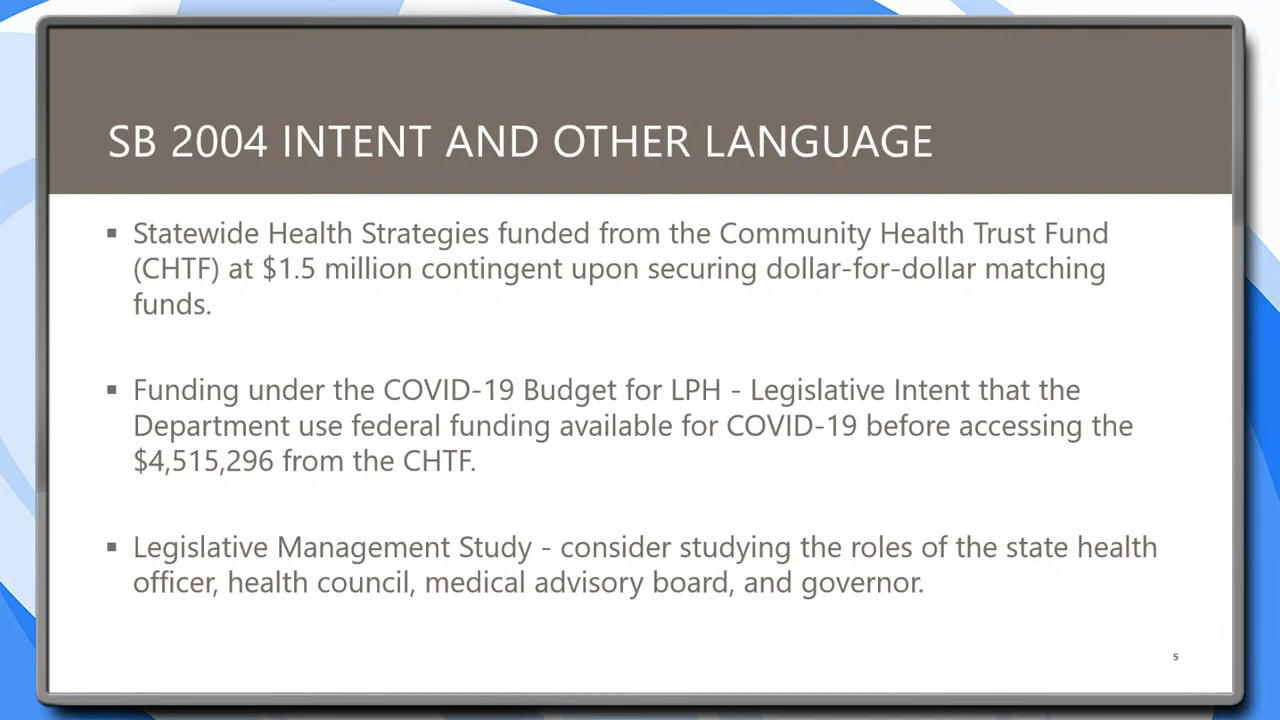 SB 2004 INTENT AND OTHER LANGUAGE
▪ Statewide Health Strategies funded from the Community Health Trust Fund
(CHTF) at $1.5 million contingent upon securing dollar-for-dollar matching
funds.
▪ Funding under the COVID-19 Budget for LPH - Legislative Intent that the
Department use federal funding available for COVID-19 before accessing the
$4,515,296 from the CHTF.
▪ Legislative Management Study - consider studying the roles of the state health
officer, health council, medical advisory board, and governor.
5